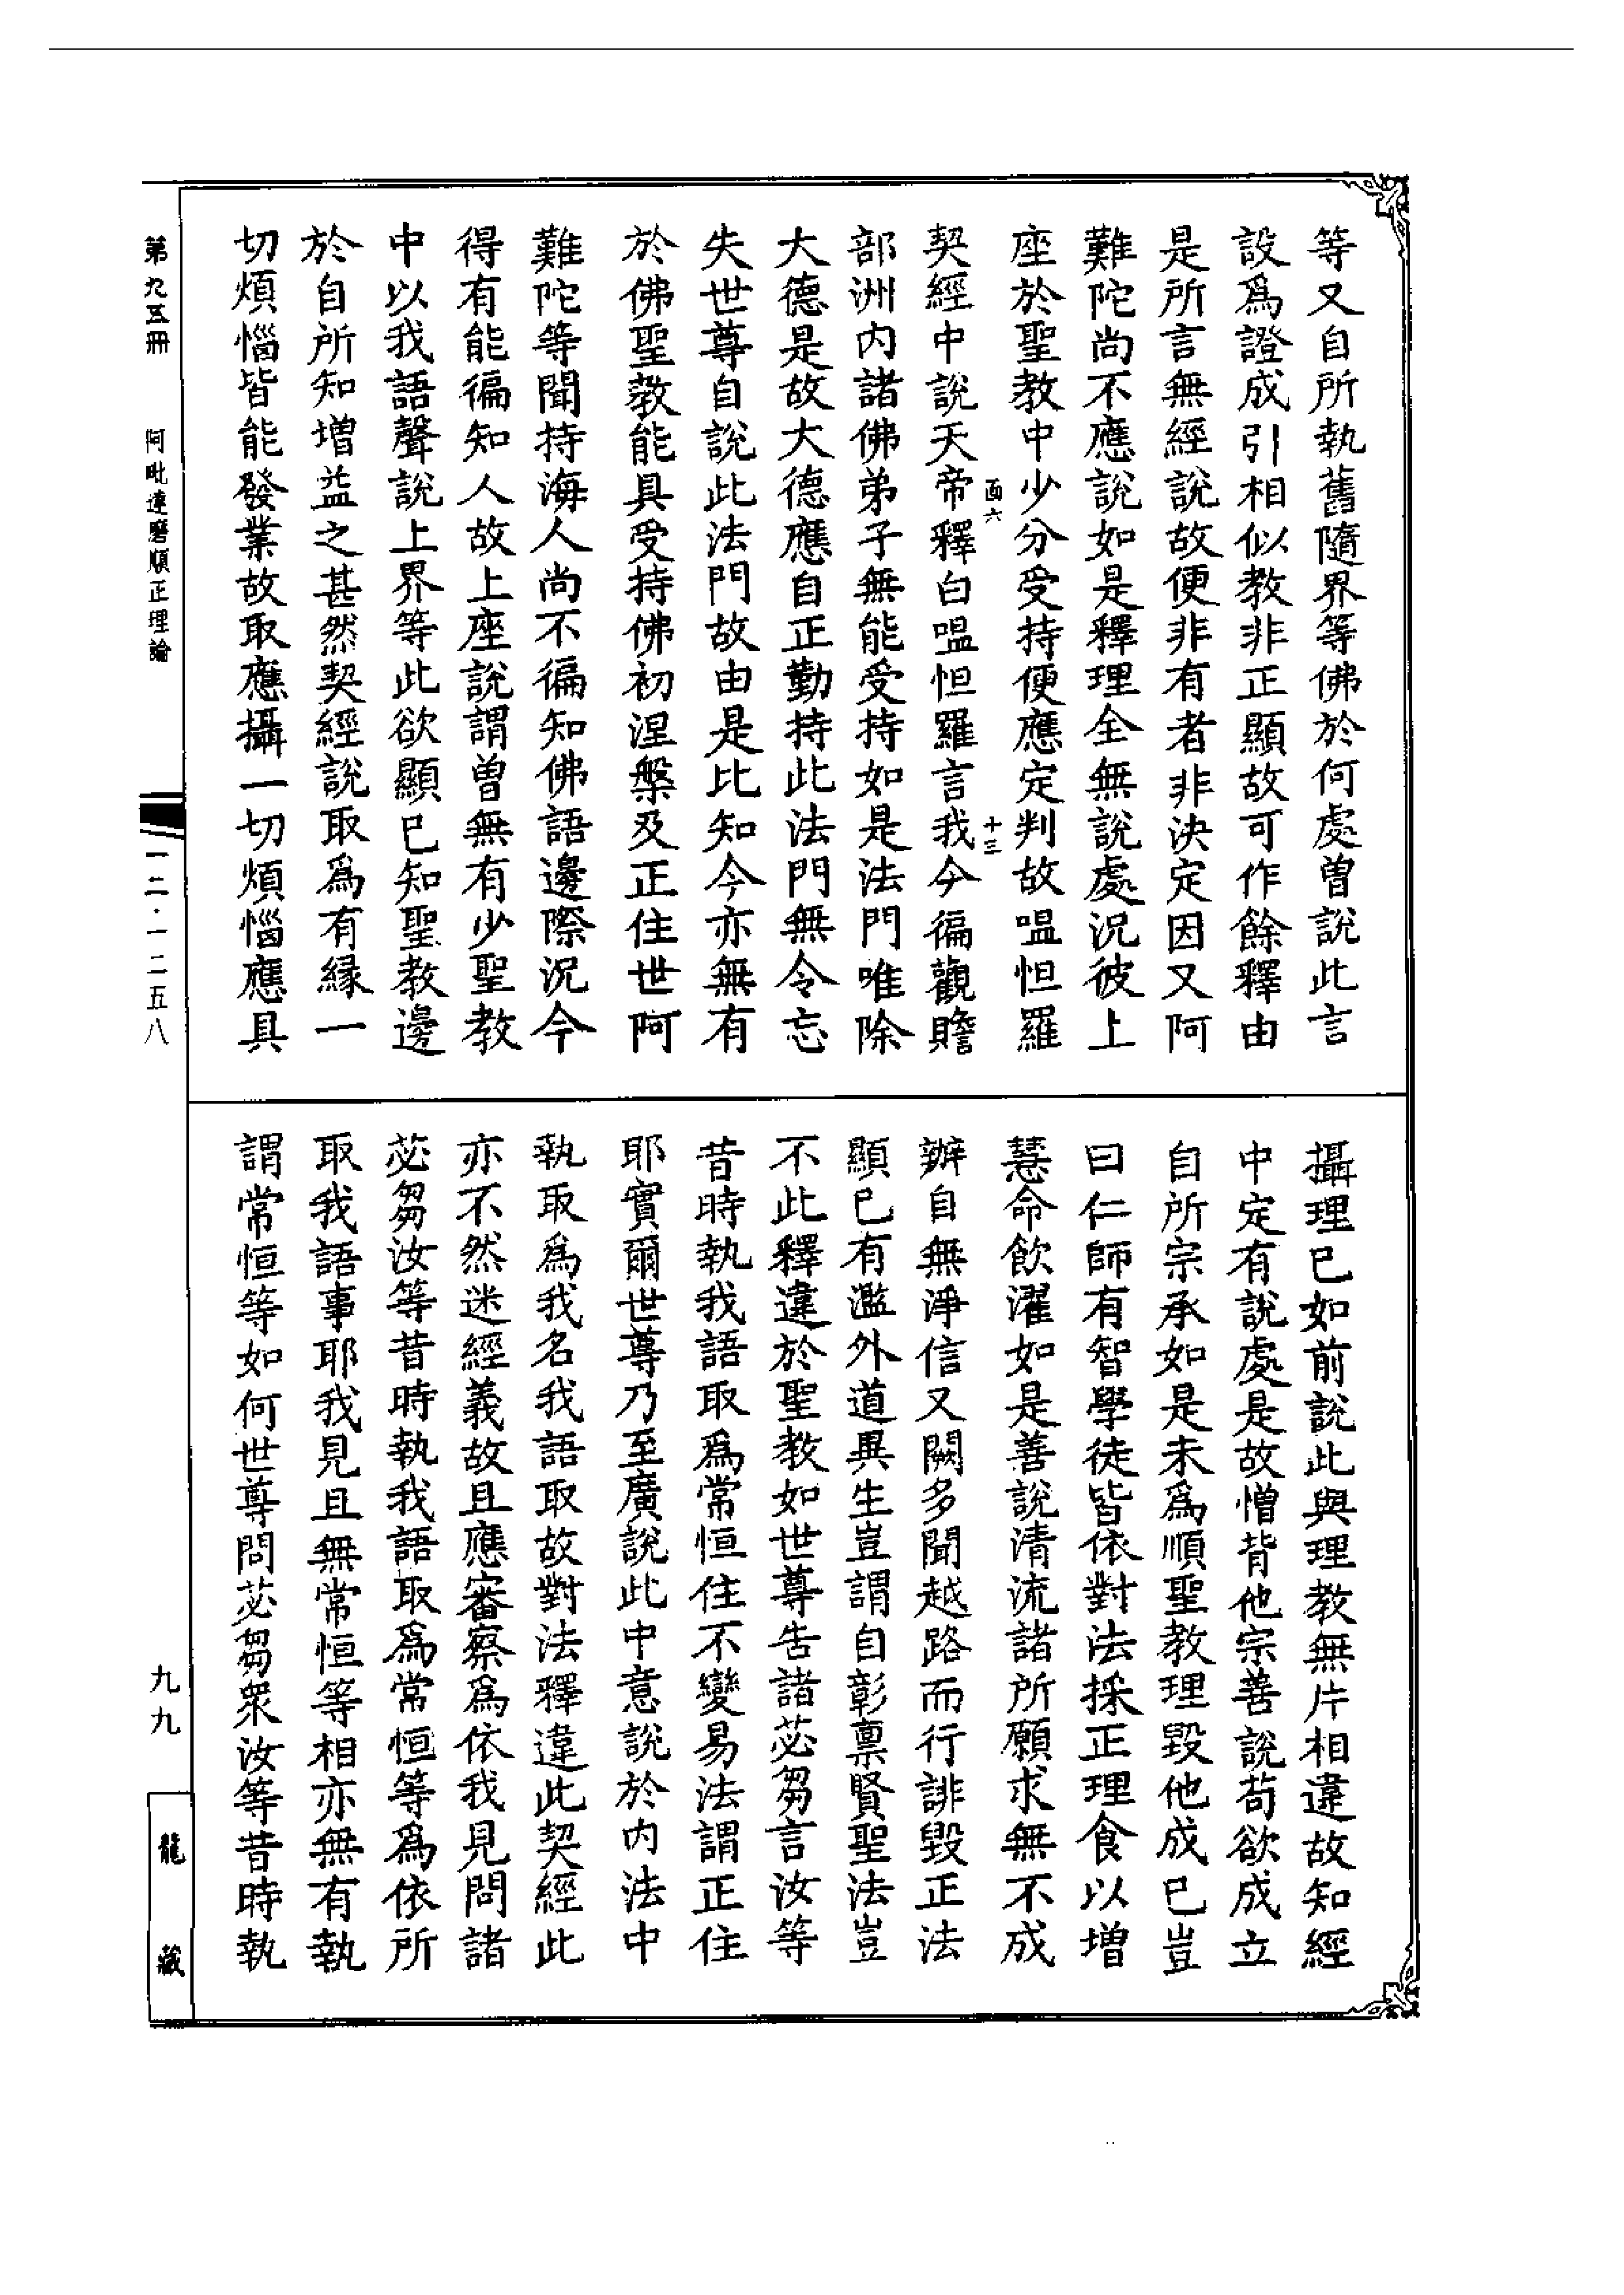 等又自所執舊隨界等佛於何處曾說此言
設爲證成引相似教非正顯故可作餘釋由
是所言無經說故便非有者非決定因又阿
難陀尚不應說如是釋理全無說處況彼上
座於聖教中少分受持便應定判故嗢怛羅
契經中說天帝釋白嗢怛羅言我今徧觀贍
部洲內諸佛弟子無能受持如是法門唯除
大德是故大德應自正勤持此法門無令忘
失世尊自說此法門故由是比知今亦無有
於佛聖教能具受持佛初涅槃及正住世阿
難陀等聞持海人尚不徧知佛語邊際況今
得有能徧知人故上座說謂曾無有少聖教
中以我語聲說上界等此欲顯已知聖教邊
於自所知增益之甚然契經說取爲有緣一
切煩惱皆能發業故取應攝一切煩惱應具
攝理已如前說此與理教無片相違故知經
中定有說處是故憎背他宗善說苟欲成立
自所宗承如是未爲順聖教理毀他成已豈
曰仁師有智學徒皆依對法採正理食以增
慧命飲濯如是善說清流諸所願求無不成
辦自無淨信又闕多聞越路而行誹毀正法
顯已有濫外道異生豈謂自彰禀賢聖法豈
不此釋違於聖教如世尊告諸苾芻言汝等
昔時執我語取爲常恒住不變易法謂正住
耶實爾世尊乃至廣說此中意說於內法中
執取爲我名我語取故對法釋違此契經此
亦不然迷經義故且應審察爲依我見問諸
苾芻汝等昔時執我語取爲常恒等爲依所
取我語事耶我見且無常恒等相亦無有執
謂常恒等如何世尊問苾芻衆汝等昔時執
靣六
十三
第九五冊
阿毗達磨順正理論
一二·一二五八
九九
龍藏